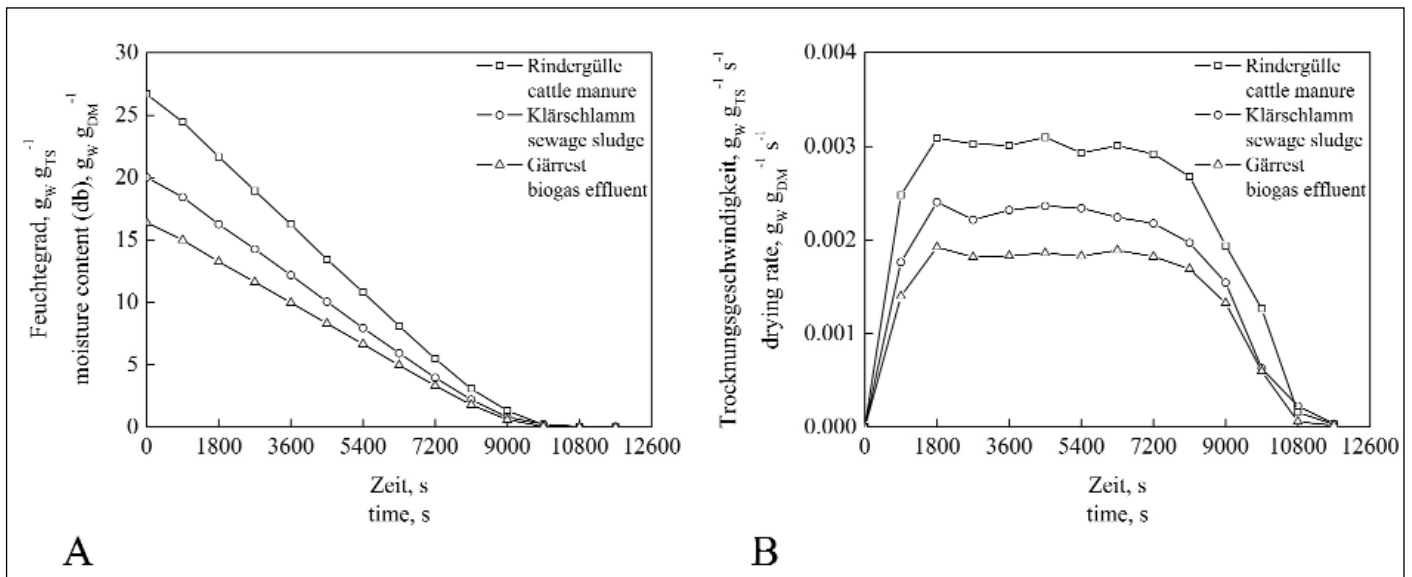 30
25
20
15
10
5
0
Feuchtegrad, g_W g_TS^-1
moisture content (db), g_W g_DM^-1
Rindergülle
cattle manure
Klärschlamm
sewage sludge
Gärrest
biogas effluent
0 1800 3600 5400 7200 9000 10800 12600
Zeit, s
time, s
A
0.004
0.003
0.002
0.001
0.000
Trocknungsgeschwindigkeit, g_W g_TS^-1 s^-1
drying rate, g_W g_DM^-1 s^-1
Rindergülle
cattle manure
Klärschlamm
sewage sludge
Gärrest
biogas effluent
0 1800 3600 5400 7200 9000 10800 12600
Zeit, s
time, s
B